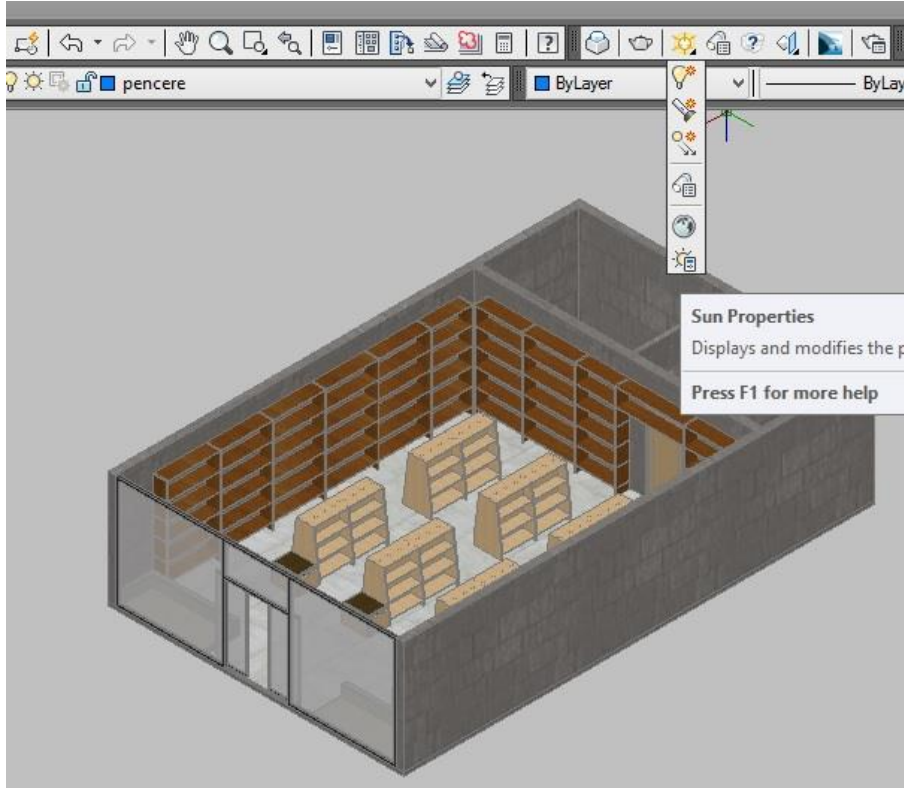 pencere
ByLayer
ByLay
Sun Properties
Displays and modifies the p
Press F1 for more help